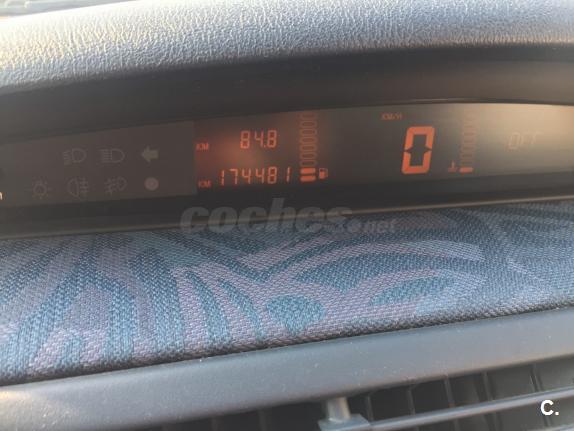 KM 84.8
KM 174481
KM/H
0
OFF
coches.net
C.